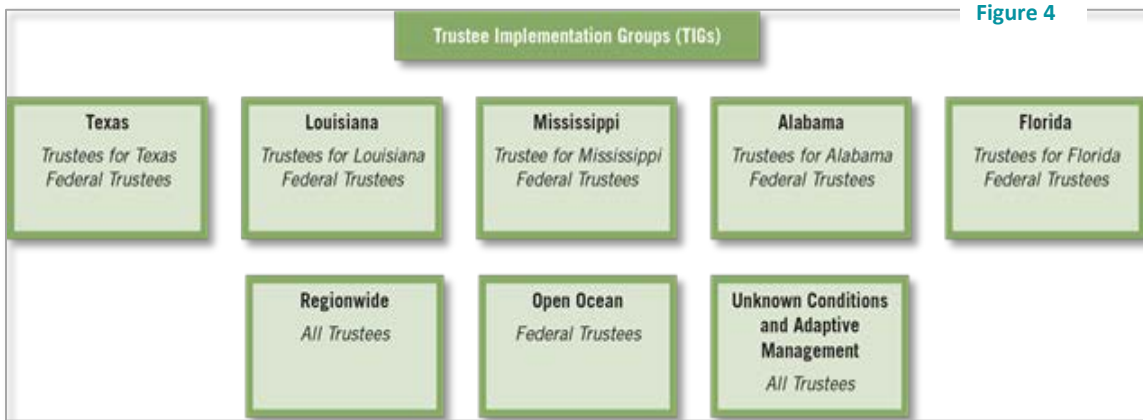 Figure 4
Trustee Implementation Groups (TIGs)
Texas
Trustees for Texas
Federal Trustees
Louisiana
Trustees for Louisiana
Federal Trustees
Mississippi
Trustee for Mississippi
Federal Trustees
Alabama
Trustees for Alabama
Federal Trustees
Florida
Trustees for Florida
Federal Trustees
Regionwide
All Trustees
Open Ocean
Federal Trustees
Unknown Conditions
and Adaptive
Management
All Trustees